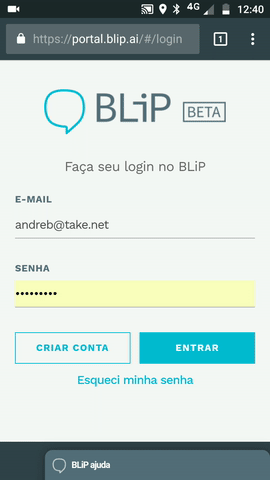 4G 12:40
https://portal.blip.ai/#/login 1
BLiP BETA
Faça seu login no BLiP
E-MAIL
andreb@take.net
SENHA
•••••••••
CRIAR CONTA ENTRAR
Esqueci minha senha
BLiP ajuda